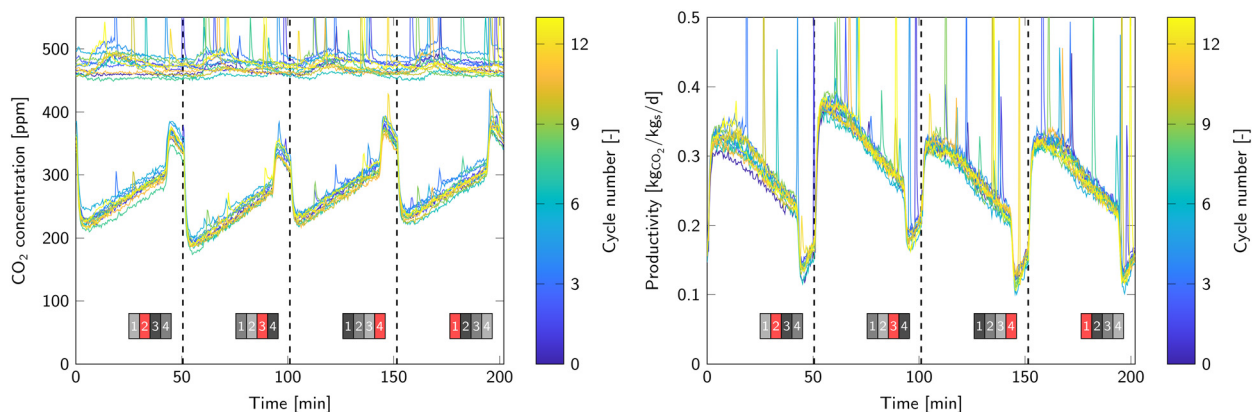 500
400
300
200
100
0
CO₂ concentration [ppm]
0 50 100 150 200
Time [min]
1 2 3 4
1 2 3 4
1 2 3 4
1 2 3 4
12
9
6
3
0
Cycle number [-]
0.5
0.4
0.3
0.2
0.1
0
Productivity [kg_CO₂/kg_s/d]
0 50 100 150 200
Time [min]
1 2 3 4
1 2 3 4
1 2 3 4
1 2 3 4
12
9
6
3
0
Cycle number [-]